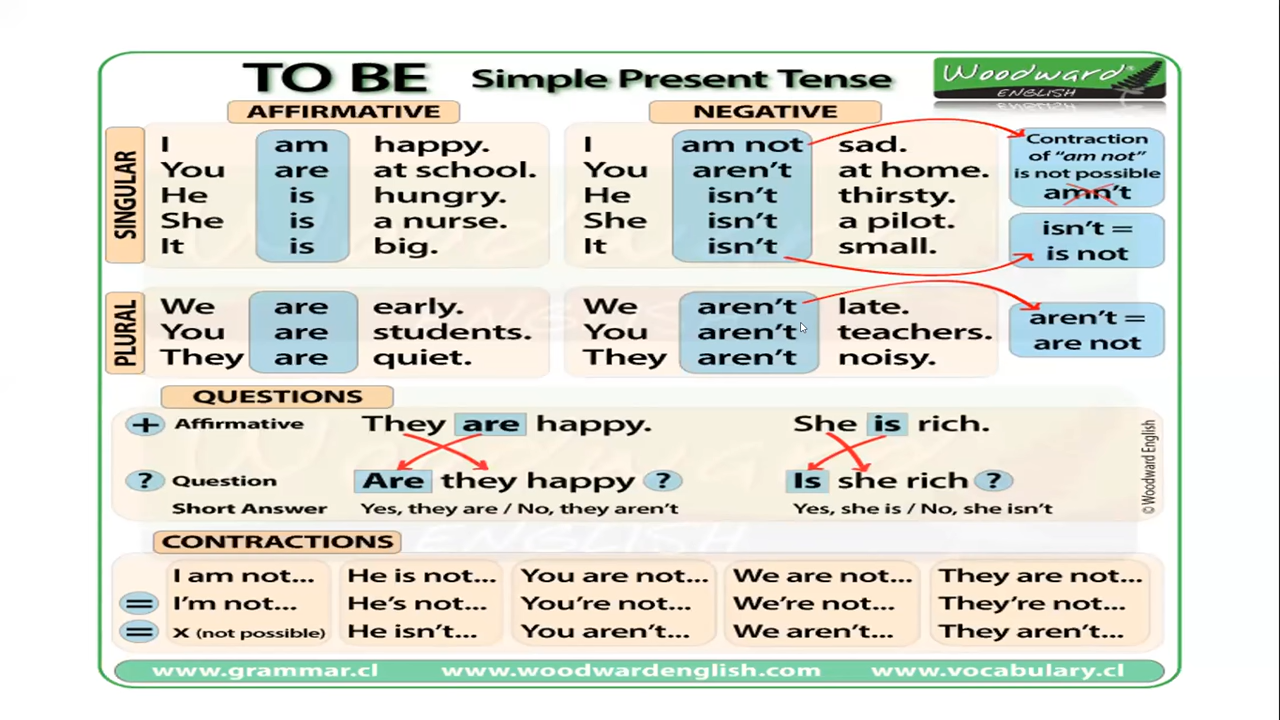 TO BE Simple Present Tense
Woodward®
ENGLISH
AFFIRMATIVE
NEGATIVE
SINGULAR
I am happy.
You are at school.
He is hungry.
She is a nurse.
It is big.
I am not sad.
You aren't at home.
He isn't thirsty.
She isn't a pilot.
It isn't small.
Contraction
of "am not"
is not possible
amn't
isn't =
is not
PLURAL
We are early.
You are students.
They are quiet.
We aren't late.
You aren't teachers.
They aren't noisy.
aren't =
are not
QUESTIONS
+ Affirmative They are happy. She is rich.
? Question Are they happy ? Is she rich ?
Short Answer Yes, they are / No, they aren't Yes, she is / No, she isn't
© Woodward English
CONTRACTIONS
I am not... He is not... You are not... We are not... They are not...
= I'm not... He's not... You're not... We're not... They're not...
= x (not possible) He isn't... You aren't... We aren't... They aren't...
www.grammar.cl www.woodwardenglish.com www.vocabulary.cl